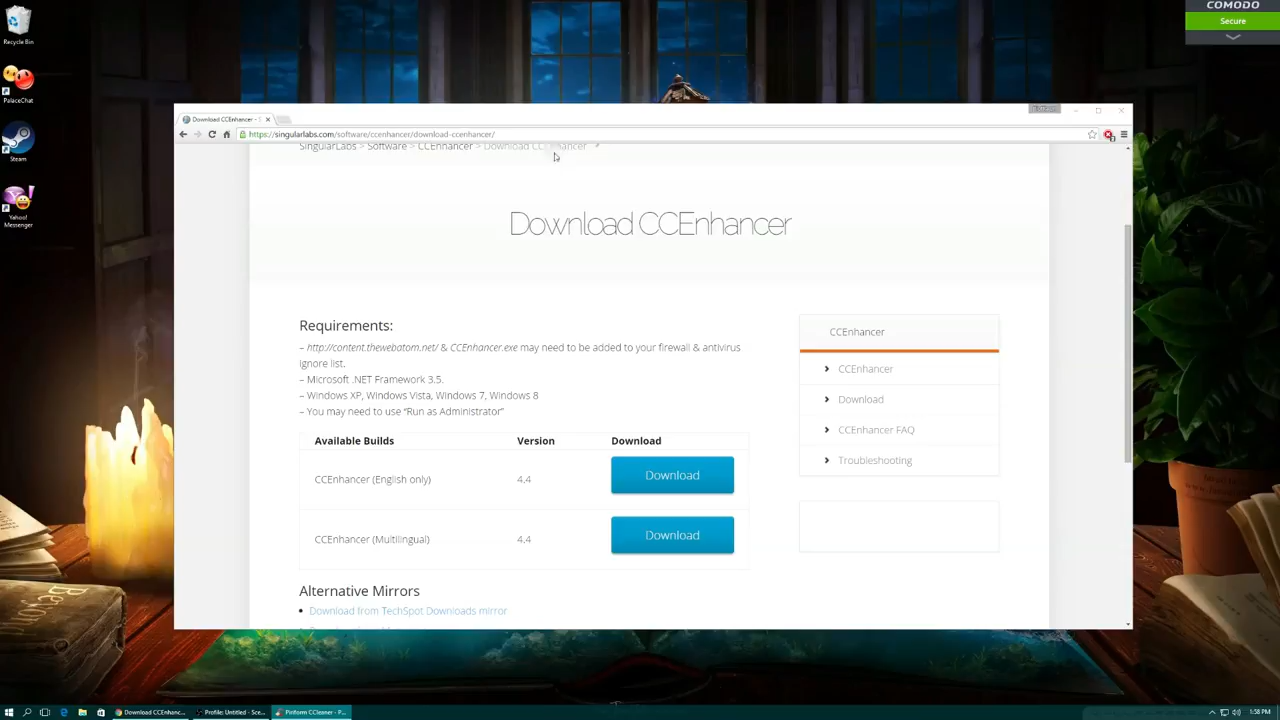 COMODO
Secure
Recycle Bin
PalaceChat
Steam
Yahoo!
Messenger
Download CCEnhancer - S
https://singularlabs.com/software/ccenhancer/download-ccenhancer/
SingularLabs > Software > CCEnhancer > Download CCEnhancer
Download CCEnhancer
Requirements:
– http://content.thewebatom.net/ & CCEnhancer.exe may need to be added to your firewall & antivirus
ignore list.
– Microsoft .NET Framework 3.5.
– Windows XP, Windows Vista, Windows 7, Windows 8
– You may need to use “Run as Administrator”
Available Builds Version Download
CCEnhancer (English only) 4.4 Download
CCEnhancer (Multilingual) 4.4 Download
Alternative Mirrors
• Download from TechSpot Downloads mirror
CCEnhancer
CCEnhancer
Download
CCEnhancer FAQ
Troubleshooting
Beyond
Download CCEnhanc...
Profile: Untitled - Sce...
Piriform CCleaner - P...
1:58 PM